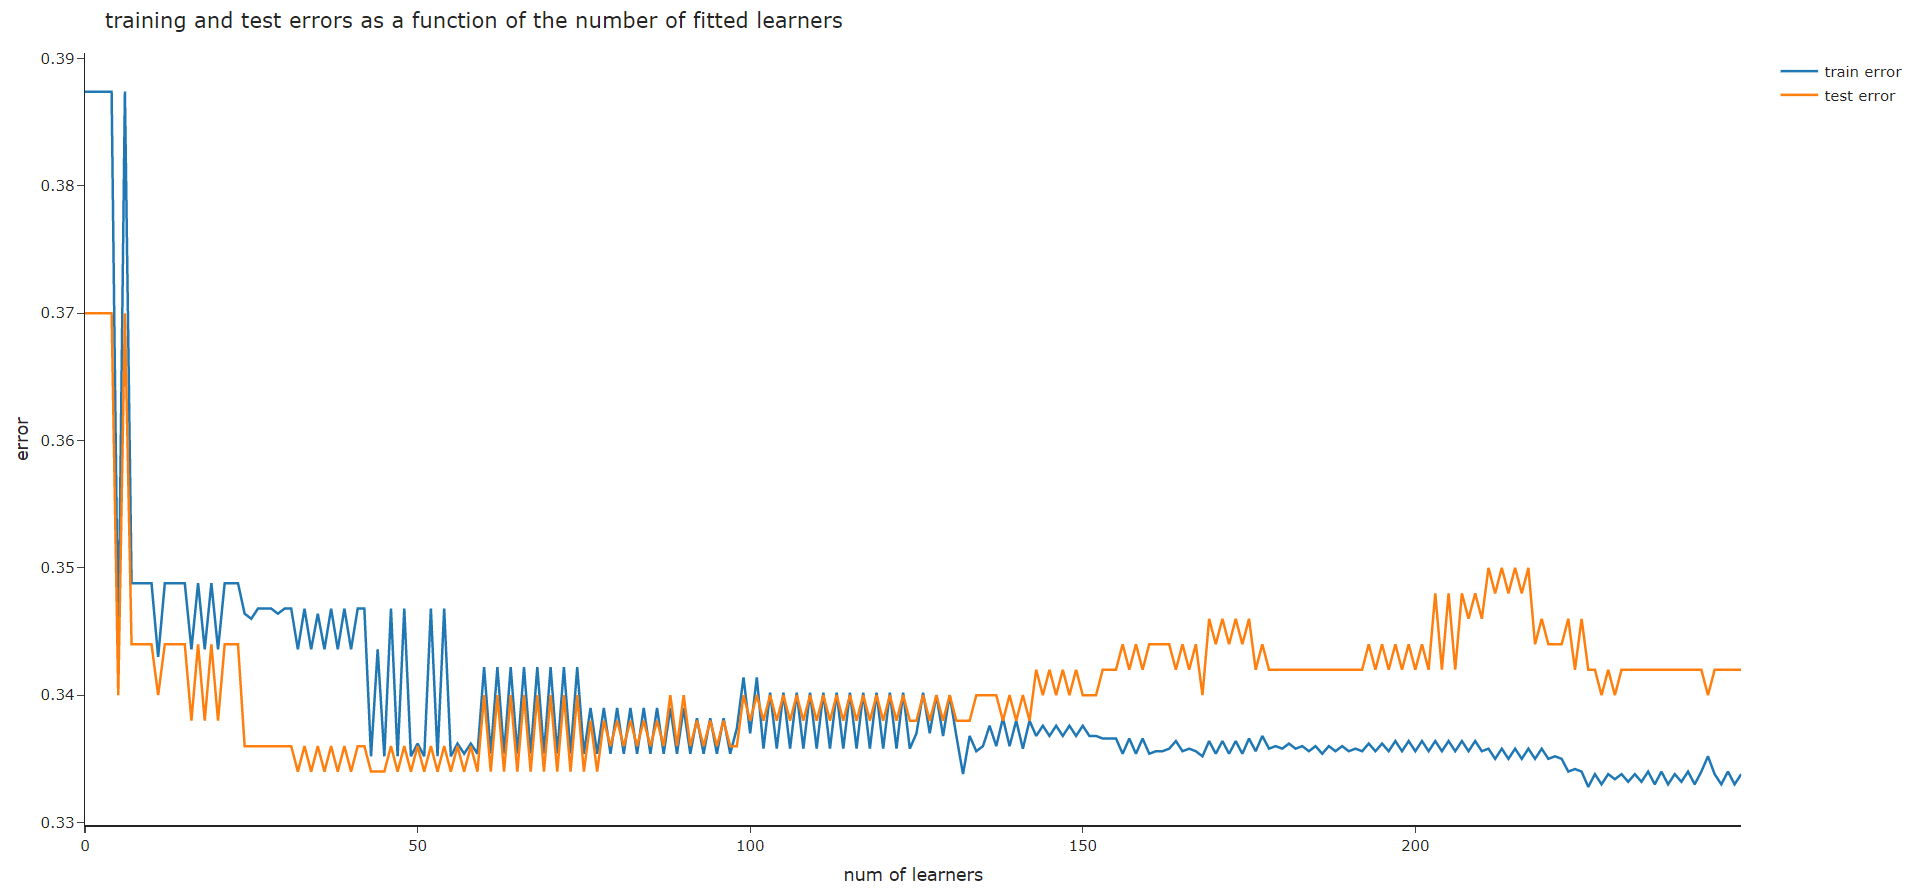 training and test errors as a function of the number of fitted learners
train error
test error
0.39
0.38
0.37
0.36
0.35
0.34
0.33
error
0
50
100
150
200
num of learners